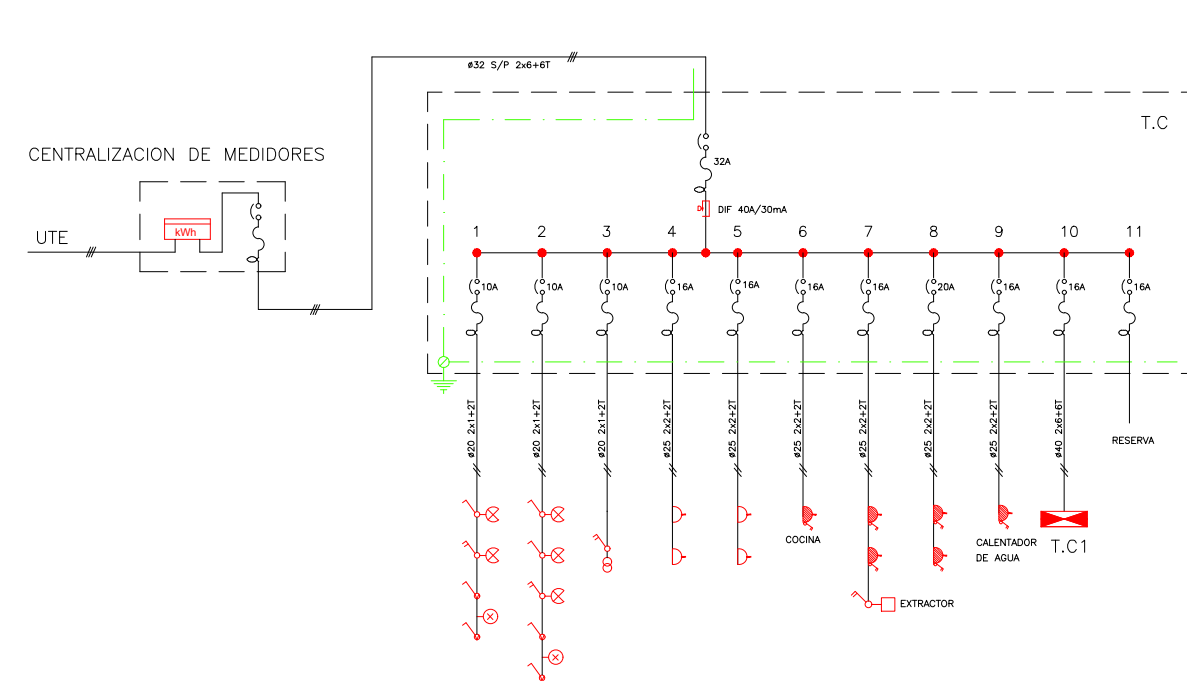 ø32 S/P 2x6+6T
T.C
CENTRALIZACION DE MEDIDORES
32A
DIF 40A/30mA
kWh
UTE
1 2 3 4 5 6 7 8 9 10 11
10A 10A 10A 16A 16A 16A 16A 20A 16A 16A 16A
ø20 2x1+2T
ø20 2x1+2T
ø20 2x1+2T
ø25 2x2+2T
ø25 2x2+2T
ø25 2x2+2T
ø25 2x2+2T
ø25 2x2+2T
ø25 2x2+2T
ø40 2x6+6T
RESERVA
COCINA
CALENTADOR
DE AGUA
T.C1
EXTRACTOR